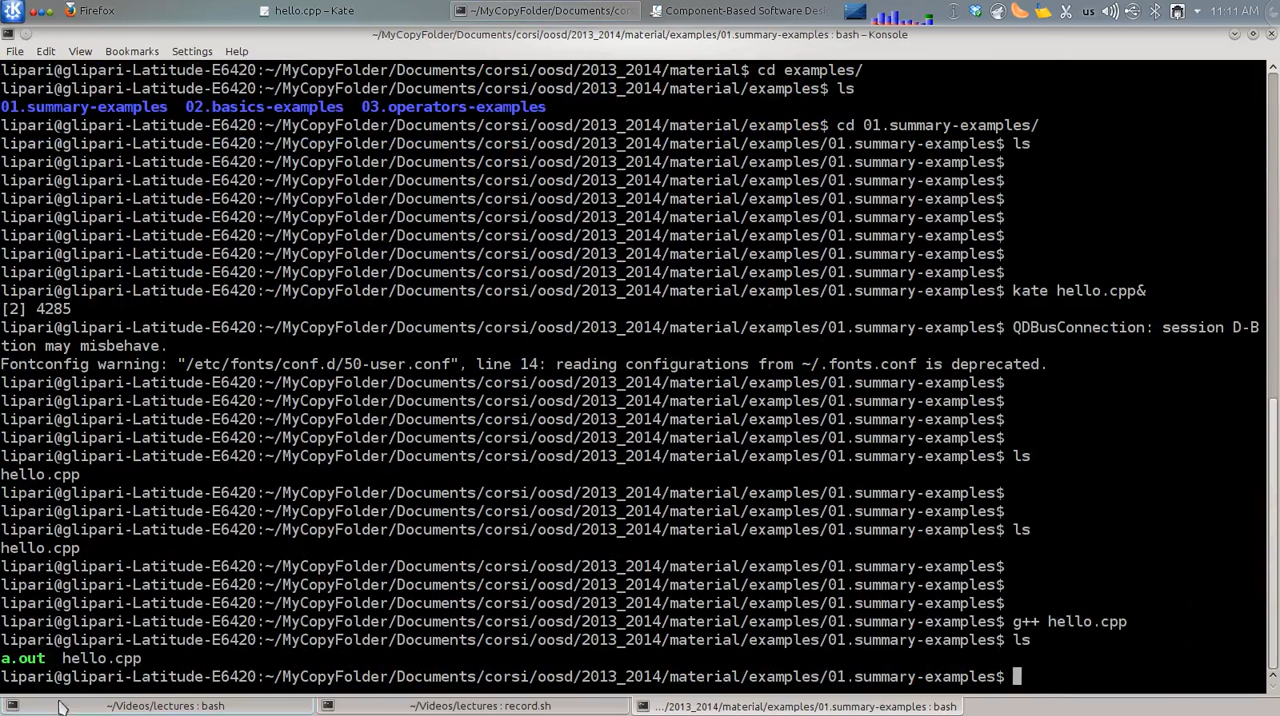 Firefox hello.cpp – Kate ~/MyCopyFolder/Documents/cors Component-Based Software Desig us 11:11 AM
~/MyCopyFolder/Documents/corsi/oosd/2013_2014/material/examples/01.summary-examples : bash – Konsole
File Edit View Bookmarks Settings Help
lipari@glipari-Latitude-E6420:~/MyCopyFolder/Documents/corsi/oosd/2013_2014/material$ cd examples/
lipari@glipari-Latitude-E6420:~/MyCopyFolder/Documents/corsi/oosd/2013_2014/material/examples$ ls
01.summary-examples 02.basics-examples 03.operators-examples
lipari@glipari-Latitude-E6420:~/MyCopyFolder/Documents/corsi/oosd/2013_2014/material/examples$ cd 01.summary-examples/
lipari@glipari-Latitude-E6420:~/MyCopyFolder/Documents/corsi/oosd/2013_2014/material/examples/01.summary-examples$ ls
lipari@glipari-Latitude-E6420:~/MyCopyFolder/Documents/corsi/oosd/2013_2014/material/examples/01.summary-examples$
lipari@glipari-Latitude-E6420:~/MyCopyFolder/Documents/corsi/oosd/2013_2014/material/examples/01.summary-examples$
lipari@glipari-Latitude-E6420:~/MyCopyFolder/Documents/corsi/oosd/2013_2014/material/examples/01.summary-examples$
lipari@glipari-Latitude-E6420:~/MyCopyFolder/Documents/corsi/oosd/2013_2014/material/examples/01.summary-examples$
lipari@glipari-Latitude-E6420:~/MyCopyFolder/Documents/corsi/oosd/2013_2014/material/examples/01.summary-examples$
lipari@glipari-Latitude-E6420:~/MyCopyFolder/Documents/corsi/oosd/2013_2014/material/examples/01.summary-examples$
lipari@glipari-Latitude-E6420:~/MyCopyFolder/Documents/corsi/oosd/2013_2014/material/examples/01.summary-examples$
lipari@glipari-Latitude-E6420:~/MyCopyFolder/Documents/corsi/oosd/2013_2014/material/examples/01.summary-examples$ kate hello.cpp&
[2] 4285
lipari@glipari-Latitude-E6420:~/MyCopyFolder/Documents/corsi/oosd/2013_2014/material/examples/01.summary-examples$ QDBusConnection: session D-B
tion may misbehave.
Fontconfig warning: "/etc/fonts/conf.d/50-user.conf", line 14: reading configurations from ~/.fonts.conf is deprecated.
lipari@glipari-Latitude-E6420:~/MyCopyFolder/Documents/corsi/oosd/2013_2014/material/examples/01.summary-examples$
lipari@glipari-Latitude-E6420:~/MyCopyFolder/Documents/corsi/oosd/2013_2014/material/examples/01.summary-examples$
lipari@glipari-Latitude-E6420:~/MyCopyFolder/Documents/corsi/oosd/2013_2014/material/examples/01.summary-examples$
lipari@glipari-Latitude-E6420:~/MyCopyFolder/Documents/corsi/oosd/2013_2014/material/examples/01.summary-examples$
lipari@glipari-Latitude-E6420:~/MyCopyFolder/Documents/corsi/oosd/2013_2014/material/examples/01.summary-examples$ ls
hello.cpp
lipari@glipari-Latitude-E6420:~/MyCopyFolder/Documents/corsi/oosd/2013_2014/material/examples/01.summary-examples$
lipari@glipari-Latitude-E6420:~/MyCopyFolder/Documents/corsi/oosd/2013_2014/material/examples/01.summary-examples$
lipari@glipari-Latitude-E6420:~/MyCopyFolder/Documents/corsi/oosd/2013_2014/material/examples/01.summary-examples$ ls
hello.cpp
lipari@glipari-Latitude-E6420:~/MyCopyFolder/Documents/corsi/oosd/2013_2014/material/examples/01.summary-examples$
lipari@glipari-Latitude-E6420:~/MyCopyFolder/Documents/corsi/oosd/2013_2014/material/examples/01.summary-examples$
lipari@glipari-Latitude-E6420:~/MyCopyFolder/Documents/corsi/oosd/2013_2014/material/examples/01.summary-examples$
lipari@glipari-Latitude-E6420:~/MyCopyFolder/Documents/corsi/oosd/2013_2014/material/examples/01.summary-examples$ g++ hello.cpp
lipari@glipari-Latitude-E6420:~/MyCopyFolder/Documents/corsi/oosd/2013_2014/material/examples/01.summary-examples$ ls
a.out hello.cpp
lipari@glipari-Latitude-E6420:~/MyCopyFolder/Documents/corsi/oosd/2013_2014/material/examples/01.summary-examples$
~/Videos/lectures : bash ~/Videos/lectures : record.sh .../2013_2014/material/examples/01.summary-examples : bash